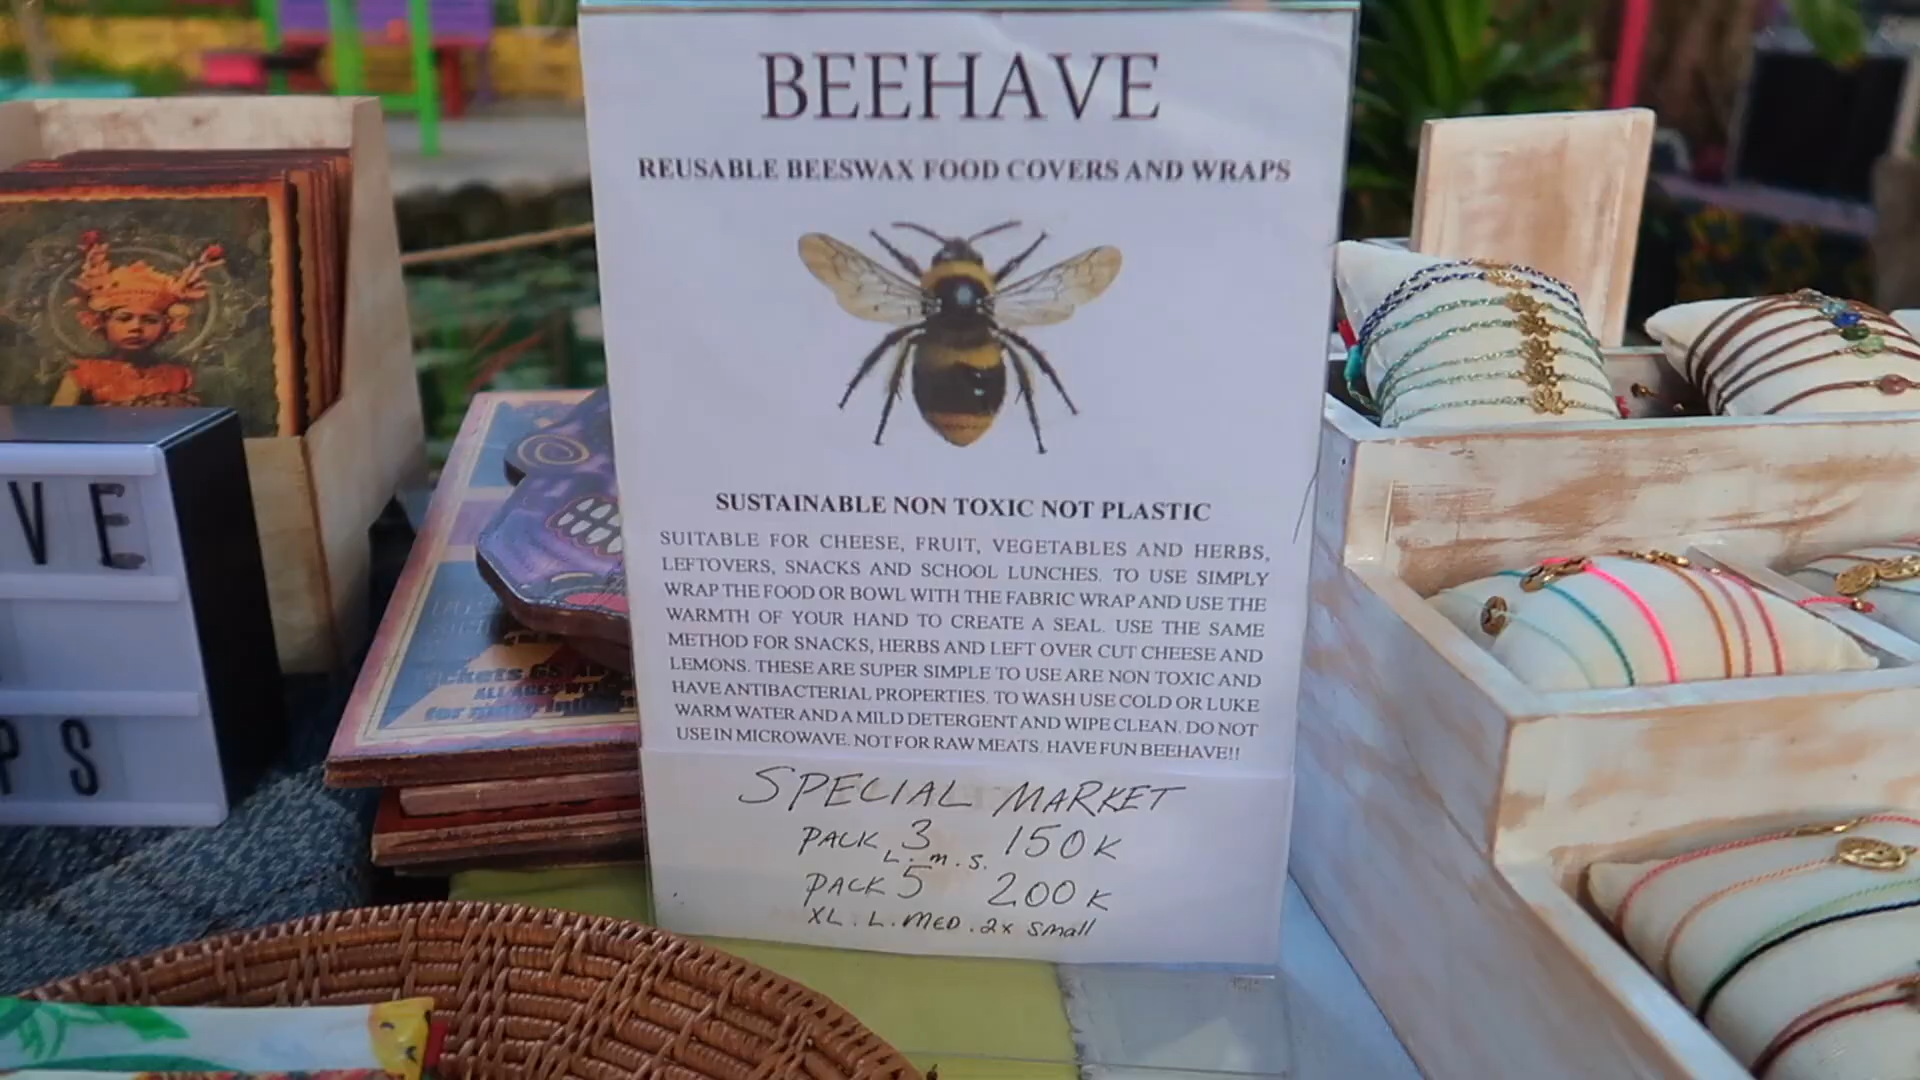 BEEHAVE
REUSABLE BEESWAX FOOD COVERS AND WRAPS
SUSTAINABLE NON TOXIC NOT PLASTIC
SUITABLE FOR CHEESE, FRUIT, VEGETABLES AND HERBS,
LEFTOVERS, SNACKS AND SCHOOL LUNCHES. TO USE SIMPLY
WRAP THE FOOD OR BOWL WITH THE FABRIC WRAP AND USE THE
WARMTH OF YOUR HAND TO CREATE A SEAL. USE THE SAME
METHOD FOR SNACKS, HERBS AND LEFT OVER CUT CHEESE AND
LEMONS. THESE ARE SUPER SIMPLE TO USE ARE NON TOXIC AND
HAVE ANTIBACTERIAL PROPERTIES. TO WASH USE COLD OR LUKE
WARM WATER AND A MILD DETERGENT AND WIPE CLEAN. DO NOT
USE IN MICROWAVE. NOT FOR RAW MEATS. HAVE FUN BEEHAVE!!
SPECIAL MARKET
PACK 3 150K
L. m. s.
PACK 5 200K
XL. L. MED. 2x Small
VE
PS
ALL AGES
for